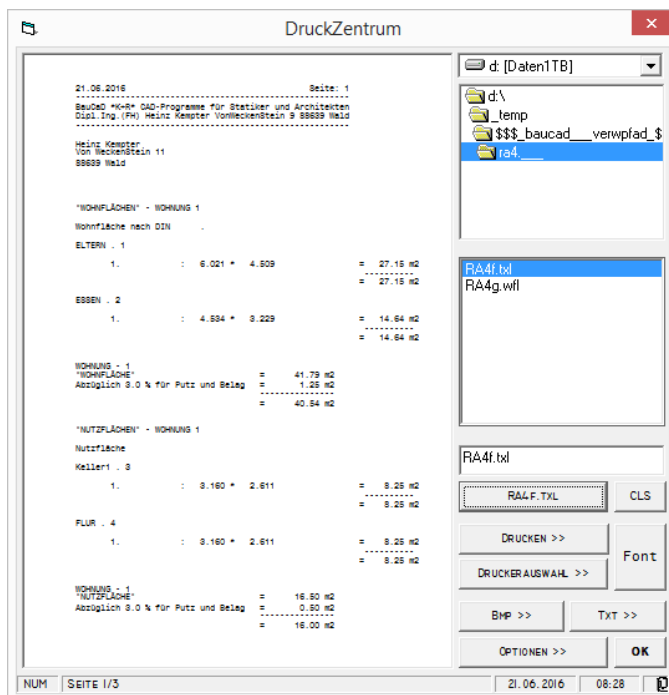 DruckZentrum
21.06.2016 Seite: 1
BauCaD *K+R* CAD-Programme für Statiker und Architekten
Dipl.Ing.(FH) Heinz Kempter VonWeckenStein 9 88639 Wald
Heinz Kempter
Von Weckenstein 11
88639 Wald
"WOHNFLÄCHEN" - WOHNUNG 1
Wohnfläche nach DIN .
ELTERN . 1
1. : 6.021 * 4.509 = 27.15 m2
= 27.15 m2
ESSEN . 2
1. : 4.534 * 3.229 = 14.64 m2
= 14.64 m2
WOHNUNG - 1
"WOHNFLÄCHE" = 41.79 m2
Abzüglich 3.0 % für Putz und Belag = 1.25 m2
= 40.54 m2
"NUTZFLÄCHEN" - WOHNUNG 1
Nutzfläche
Keller1 . 3
1. : 3.160 * 2.611 = 8.25 m2
= 8.25 m2
FLUR . 4
1. : 3.160 * 2.611 = 8.25 m2
= 8.25 m2
WOHNUNG - 1
"NUTZFLÄCHE" = 16.50 m2
Abzüglich 3.0 % für Putz und Belag = 0.50 m2
= 16.00 m2
d: [Daten1TB]
d:\
_temp
$$$_baucad___verwpfad_$
ra4.___
RA4f.txl
RA4g.wfl
RA4f.txl
RA4F.TXL CLS
DRUCKEN >>
Font
DRUCKERAUSWAHL >>
BMP >> TXT >>
OPTIONEN >> OK
NUM SEITE 1/3 21.06.2016 08:28